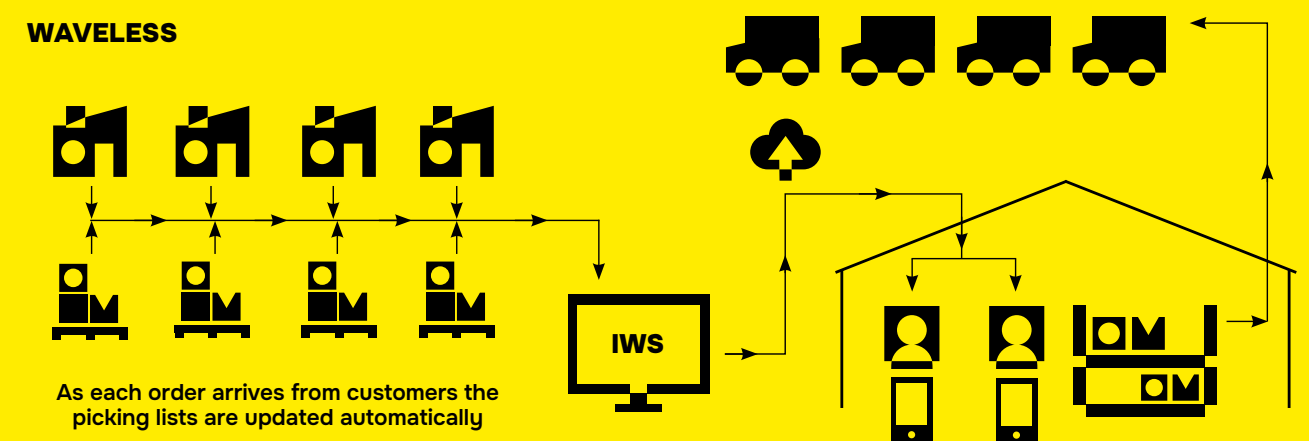 WAVELESS
IWS
As each order arrives from customers the
picking lists are updated automatically